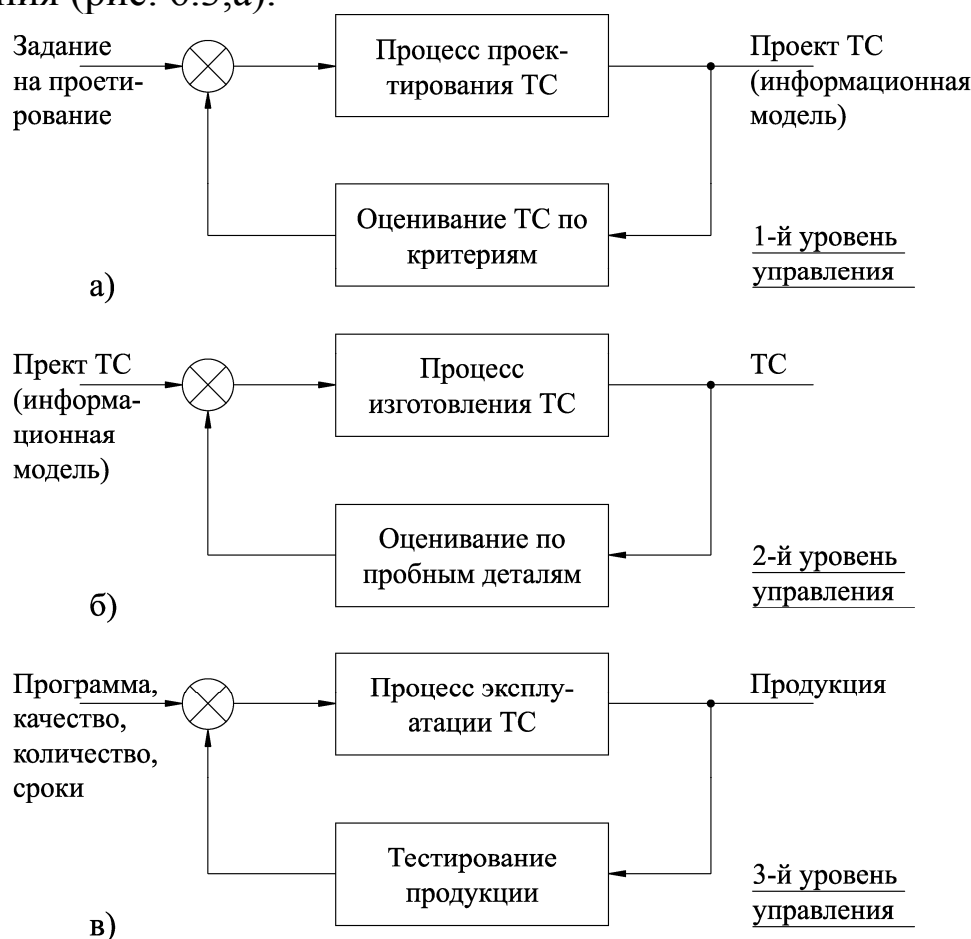 ния (рис. 6.3,а).
Задание
на проети-
рование
Процесс проек-
тирования ТС
Проект ТС
(информационная
модель)
Оценивание ТС по
критериям
1-й уровень
управления
а)
Прект ТС
(информа-
ционная
модель)
Процесс
изготовления ТС
ТС
Оценивание по
пробным деталям
2-й уровень
управления
б)
Программа,
качество,
количество,
сроки
Процесс эксплу-
атации ТС
Продукция
Тестирование
продукции
3-й уровень
управления
в)